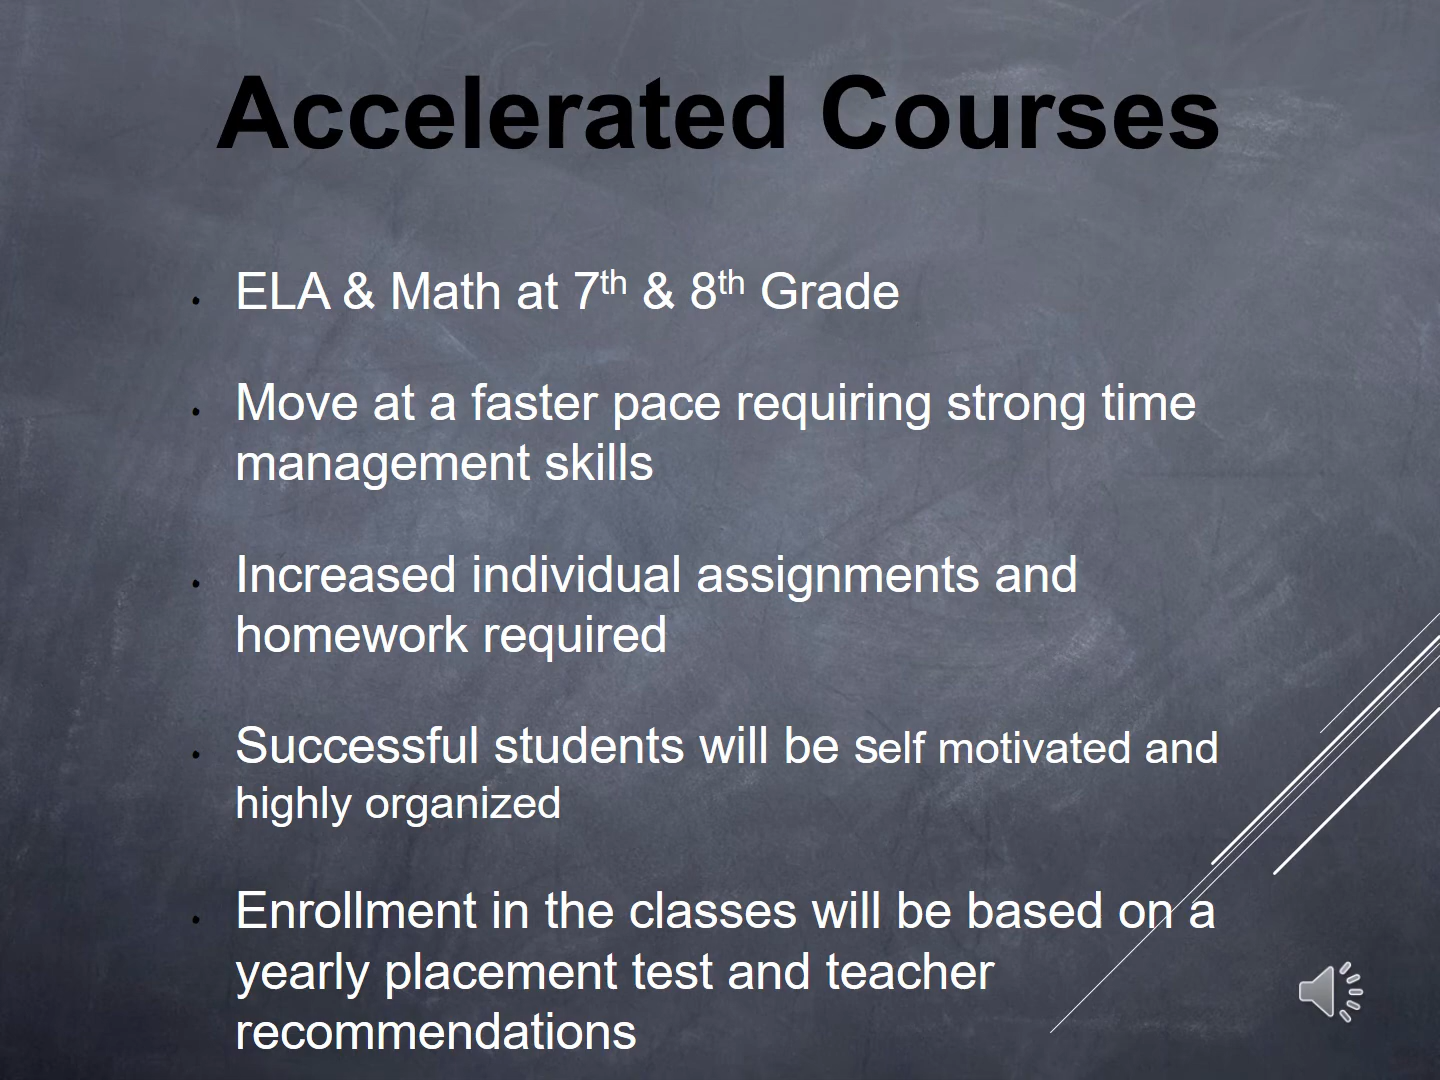 Accelerated Courses
• ELA & Math at 7th & 8th Grade
• Move at a faster pace requiring strong time
management skills
• Increased individual assignments and
homework required
• Successful students will be self motivated and
highly organized
• Enrollment in the classes will be based on a
yearly placement test and teacher
recommendations